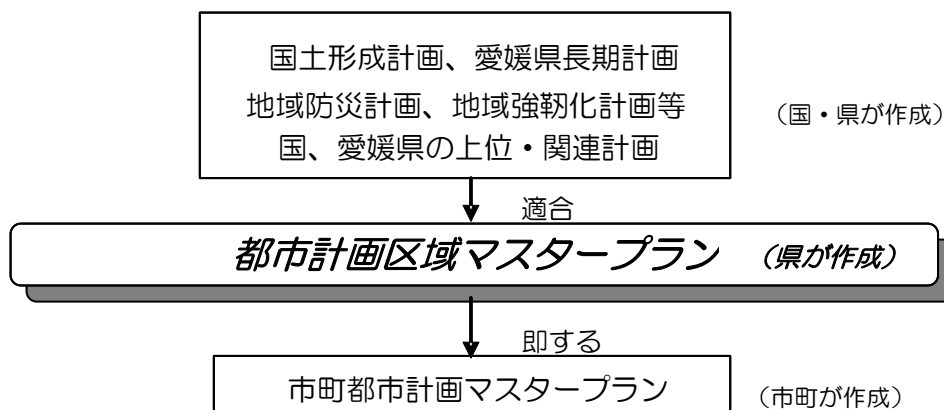 国土形成計画、愛媛県長期計画
地域防災計画、地域強靭化計画等
国、愛媛県の上位・関連計画
（国・県が作成）
適合
都市計画区域マスタープラン （県が作成）
即する
市町都市計画マスタープラン
（市町が作成）